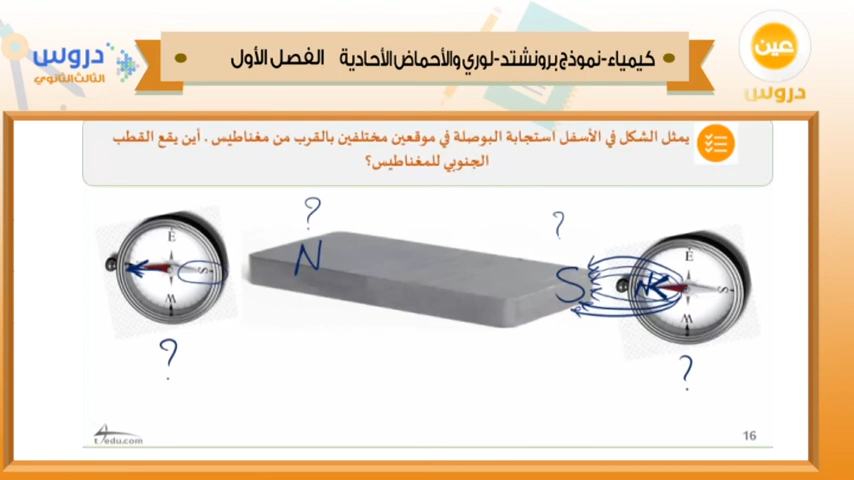 كيمياء-نموذج برونشتد-لوري والأحماض الأحادية الفصل الأول
عين
دروس
دروس
الثالث الثانوي
يمثل الشكل في الأسفل استجابة البوصلة في موقعين مختلفين بالقرب من مغناطيس . أين يقع القطب
الجنوبي للمغناطيس؟
? ?
N S
E S W
E S W
N
? ?
t4edu.com
16